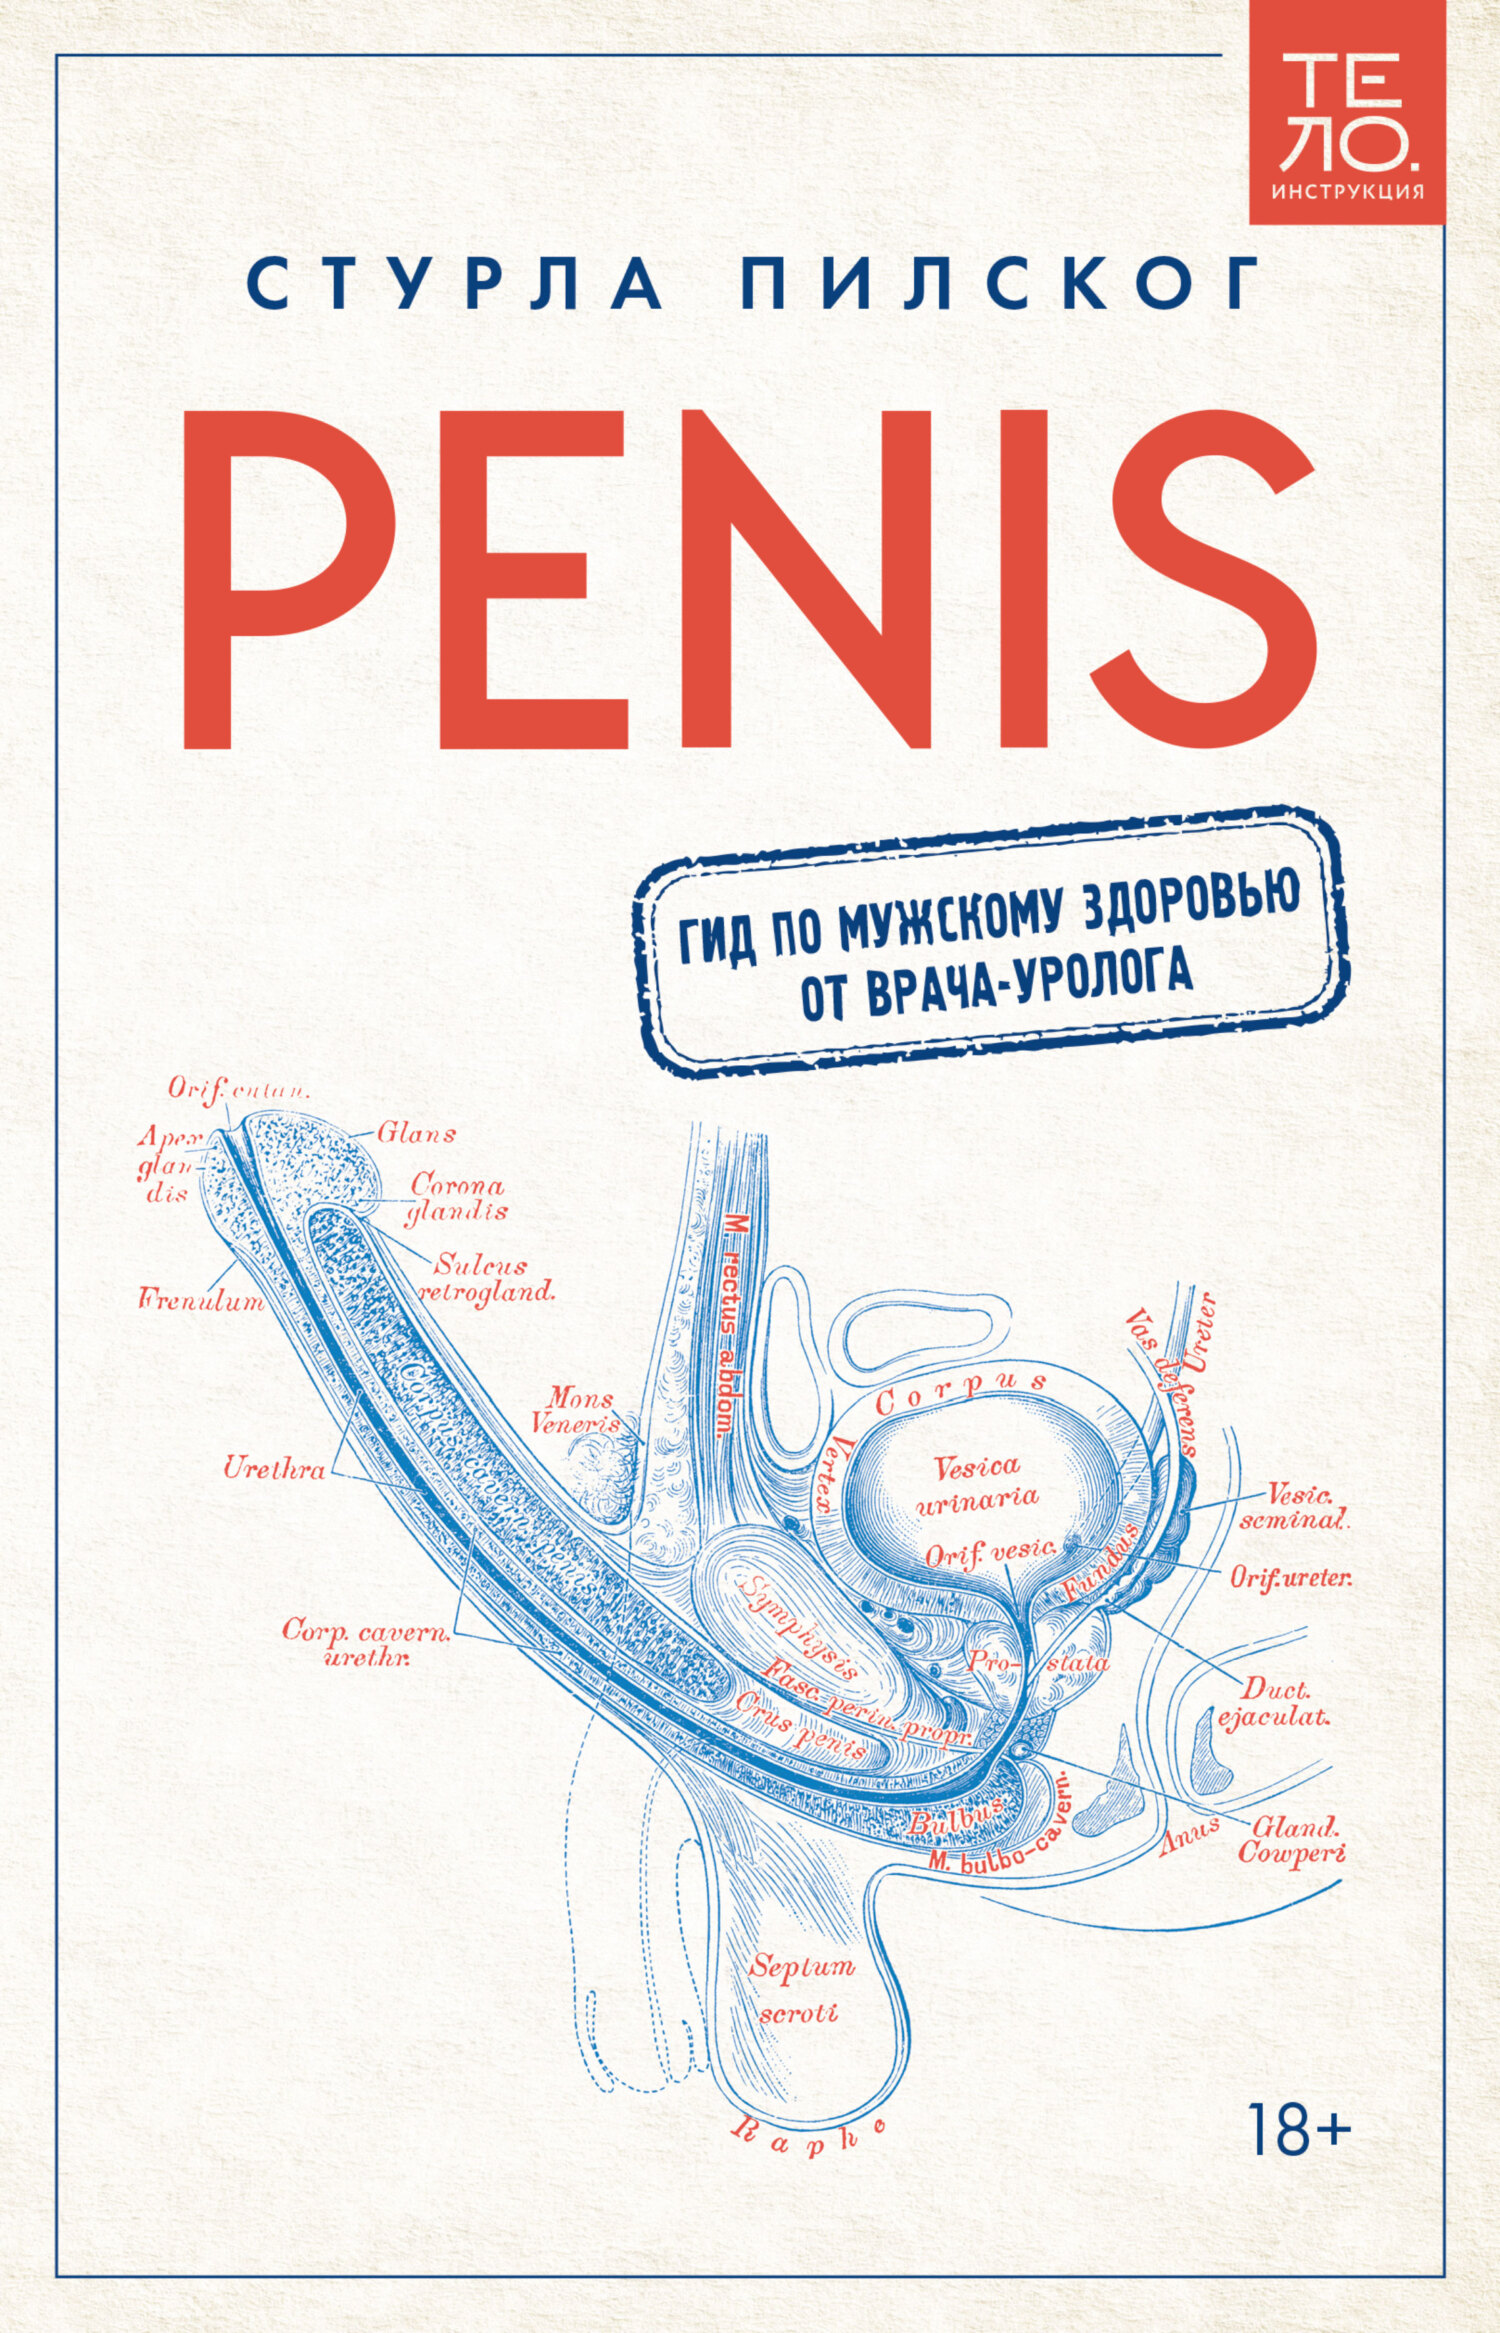 ТЕ
ЛО.
ИНСТРУКЦИЯ
СТУРЛА ПИЛСКОГ
PENIS
ГИД ПО МУЖСКОМУ ЗДОРОВЬЮ
ОТ ВРАЧА-УРОЛОГА
Orif.
Apex
glan-
dis
Glans
Corona
glandis
Sulcus
retrogland.
Frenulum
M. rectus abdom.
Mons
Veneris
Urethra
Corpus cavernos. penis
Corp. cavern.
urethr.
Corpus
Vertex
Vesica
urinaria
Orif. vesic.
Fundus
Vas deferens
Ureter
Vesic.
seminal.
Orif. ureter.
Symphysis
Fasc. perin. propr.
Crus penis
Pro- stata
Duct.
ejaculat.
Bulbus
M. bulbo-cavern.
Anus
Gland.
Cowperi
Septum
scroti
Raphe
18+